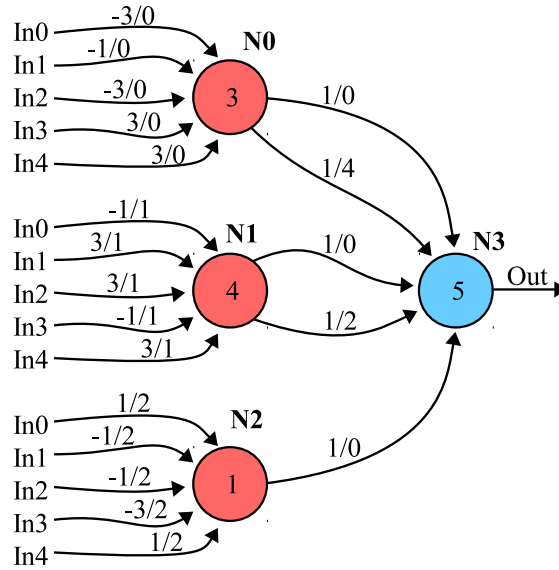 In0 -3/0
N0
In1 -1/0
In2 -3/0
3
1/0
In3 3/0
In4 3/0
1/4
In0 -1/1
N1
In1 3/1
1/0
N3
In2 3/1
4
5
Out
In3 -1/1
1/2
In4 3/1
In0 1/2
N2
In1 -1/2
1/0
In2 -1/2
1
In3 -3/2
In4 1/2